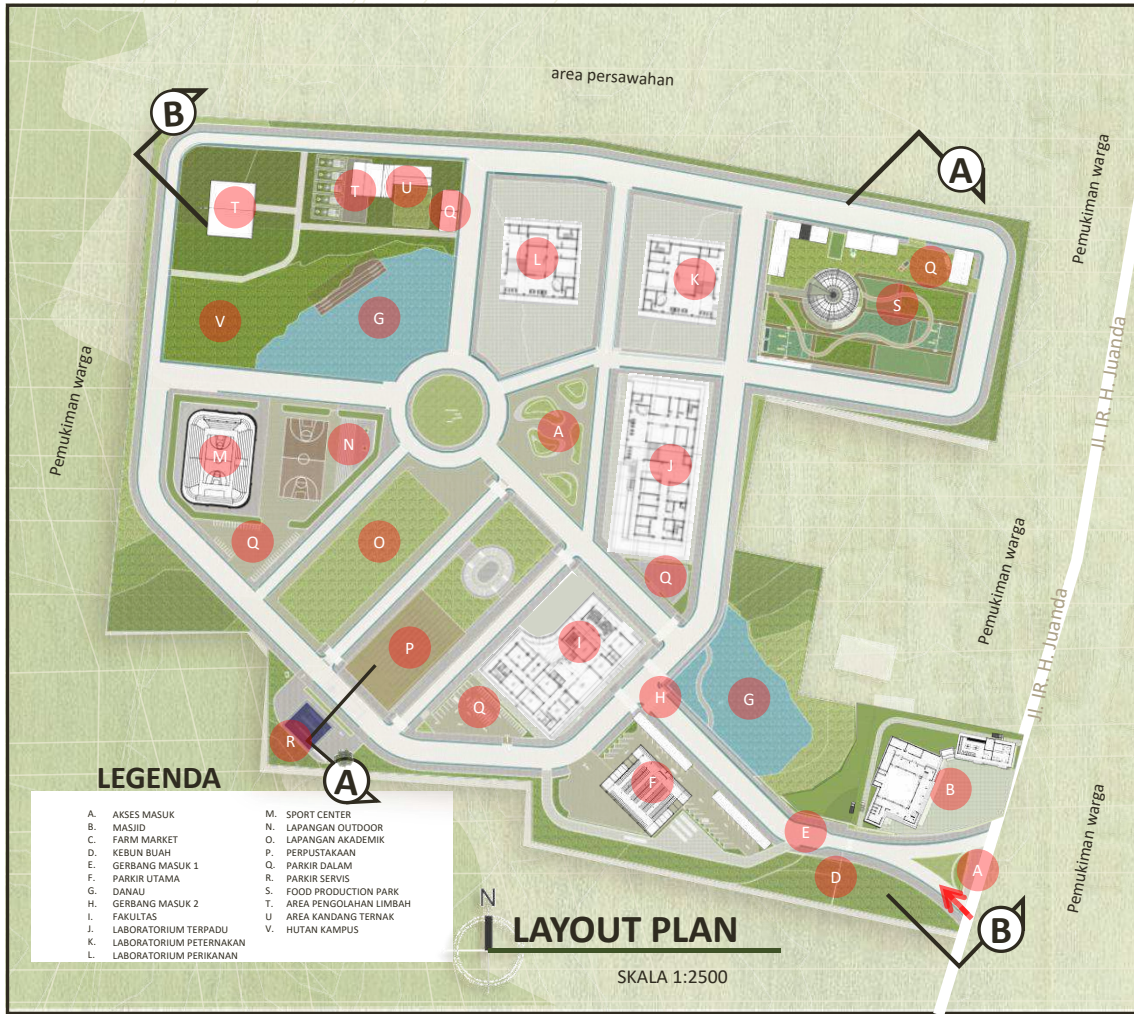 area persawahan
B
A
Pemukiman warga
T
T
U
Q
L
K
Q
S
V
G
Jl. IR. H. Juanda
Pemukiman warga
A
M
N
J
Q
O
Q
Pemukiman warga
I
P
H
G
Q
Jl. IR. H. Juanda
R
A
F
B
E
Pemukiman warga
D
A
B
LEGENDA
A. AKSES MASUK
B. MASJID
C. FARM MARKET
D. KEBUN BUAH
E. GERBANG MASUK 1
F. PARKIR UTAMA
G. DANAU
H. GERBANG MASUK 2
I. FAKULTAS
J. LABORATORIUM TERPADU
K. LABORATORIUM PETERNAKAN
L. LABORATORIUM PERIKANAN
M. SPORT CENTER
N. LAPANGAN OUTDOOR
O. LAPANGAN AKADEMIK
P. PERPUSTAKAAN
Q. PARKIR DALAM
R. PARKIR SERVIS
S. FOOD PRODUCTION PARK
T. AREA PENGOLAHAN LIMBAH
U AREA KANDANG TERNAK
V. HUTAN KAMPUS
N
LAYOUT PLAN
SKALA 1:2500